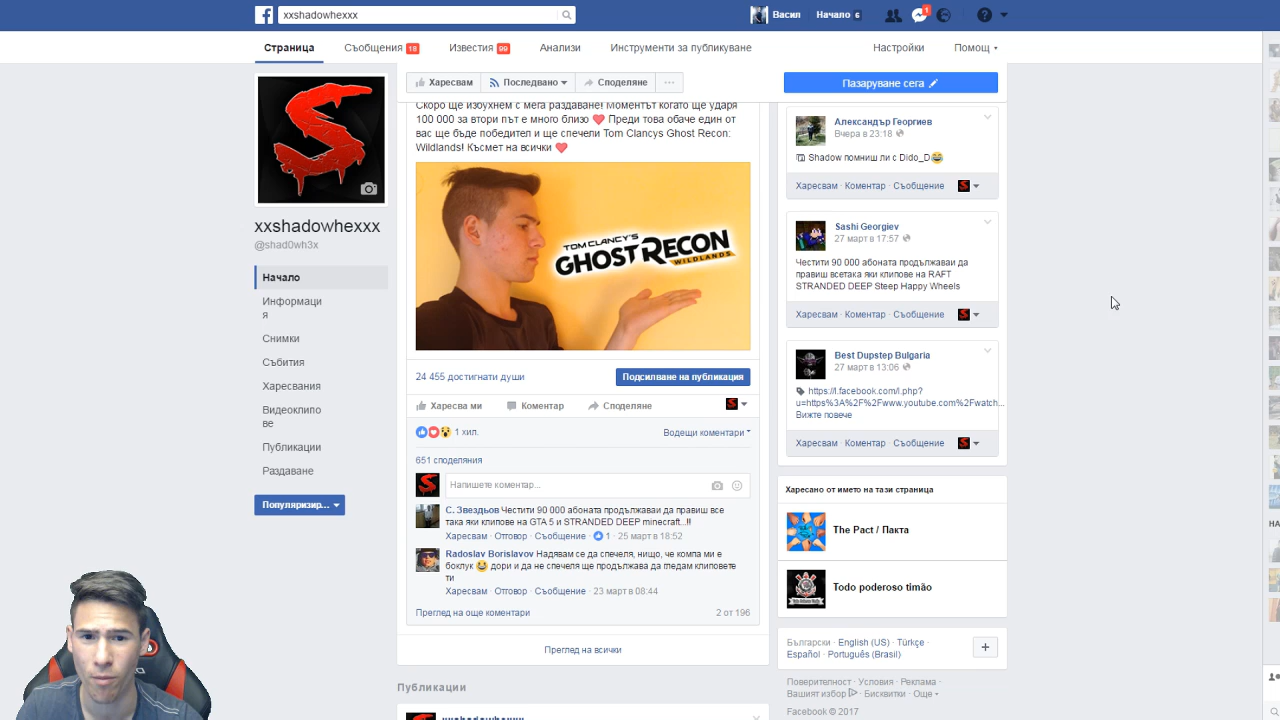 xxshadowhexxx
Васил
Начало 6
1
Страница
Съобщения 18
Известия 99
Анализи
Инструменти за публикуване
Настройки
Помощ
Харесвам
Последвано
Споделяне
Пазаруване сега
xxshadowhexxx
@shad0wh3x
Начало
Информаци
я
Снимки
Събития
Харесвания
Видеоклипо
ве
Публикации
Раздаване
Популяризир...
Скоро ще избухнем с мега раздаване! Моментът когато ще ударя
100 000 за втори път е много близо ❤ Преди това обаче един от
вас ще бъде победител и ще спечели Tom Clancys Ghost Recon:
Wildlands! Късмет на всички ❤
TOM CLANCY'S
GHOST RECON
WILDLANDS
24 455 достигнати души
Подсилване на публикация
Харесва ми
Коментар
Споделяне
1 хил.
Водещи коментари
651 споделяния
Напишете коментар...
С. Звездьов Честити 90 000 абоната продължаваи да правиш все
така яки клипове на GTA 5 и STRANDED DEEP minecraft...!!
Харесвам · Отговор · Съобщение · 1 · 25 март в 18:52
Radoslav Borislavov Надявам се да спечеля, нищо, че компа ми е
боклук 😂 дори и да не спечеля ще продължава да гледам клиповете
ти
Харесвам · Отговор · Съобщение · 23 март в 08:44
Преглед на още коментари
2 от 196
Преглед на всички
Публикации
xxshadowhexxx
Александър Георгиев
Вчера в 23:18
Shadow помниш ли с Dido_D😂
Харесвам · Коментар · Съобщение
Sashi Georgiev
27 март в 17:57
Честити 90 000 абоната продължаваи да
правиш всетака яки клипове на RAFT
STRANDED DEEP Steep Happy Wheels
Харесвам · Коментар · Съобщение
Best Dupstep Bulgaria
27 март в 13:06
https://l.facebook.com/l.php?
u=https%3A%2F%2Fwww.youtube.com%2Fwatch...
Вижте повече
Харесвам · Коментар · Съобщение
Харесано от името на тази страница
The Pact / Пакта
Todo poderoso timão
Български · English (US) · Türkçe ·
Español · Português (Brasil)
Поверителност · Условия · Реклама ·
Вашият избор · Бисквитки · Още
Facebook © 2017